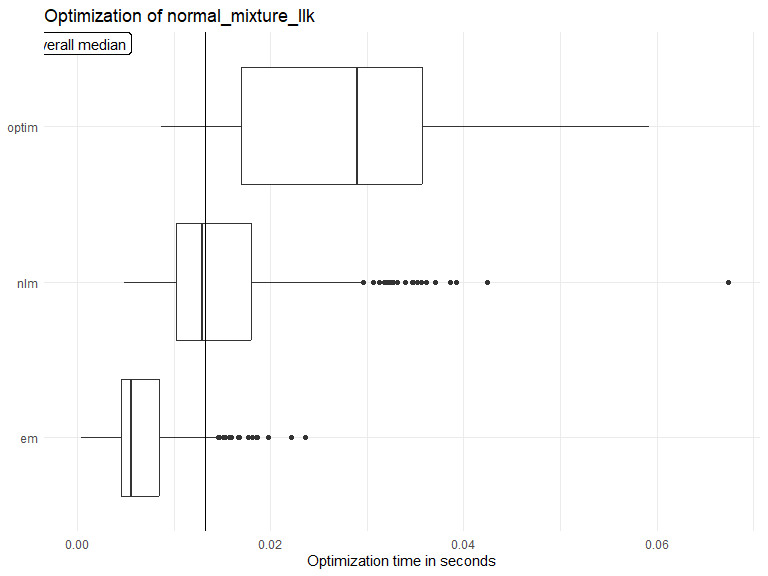 Optimization of normal_mixture_llk
verall median
optim
nlm
em
0.00 0.02 0.04 0.06
Optimization time in seconds